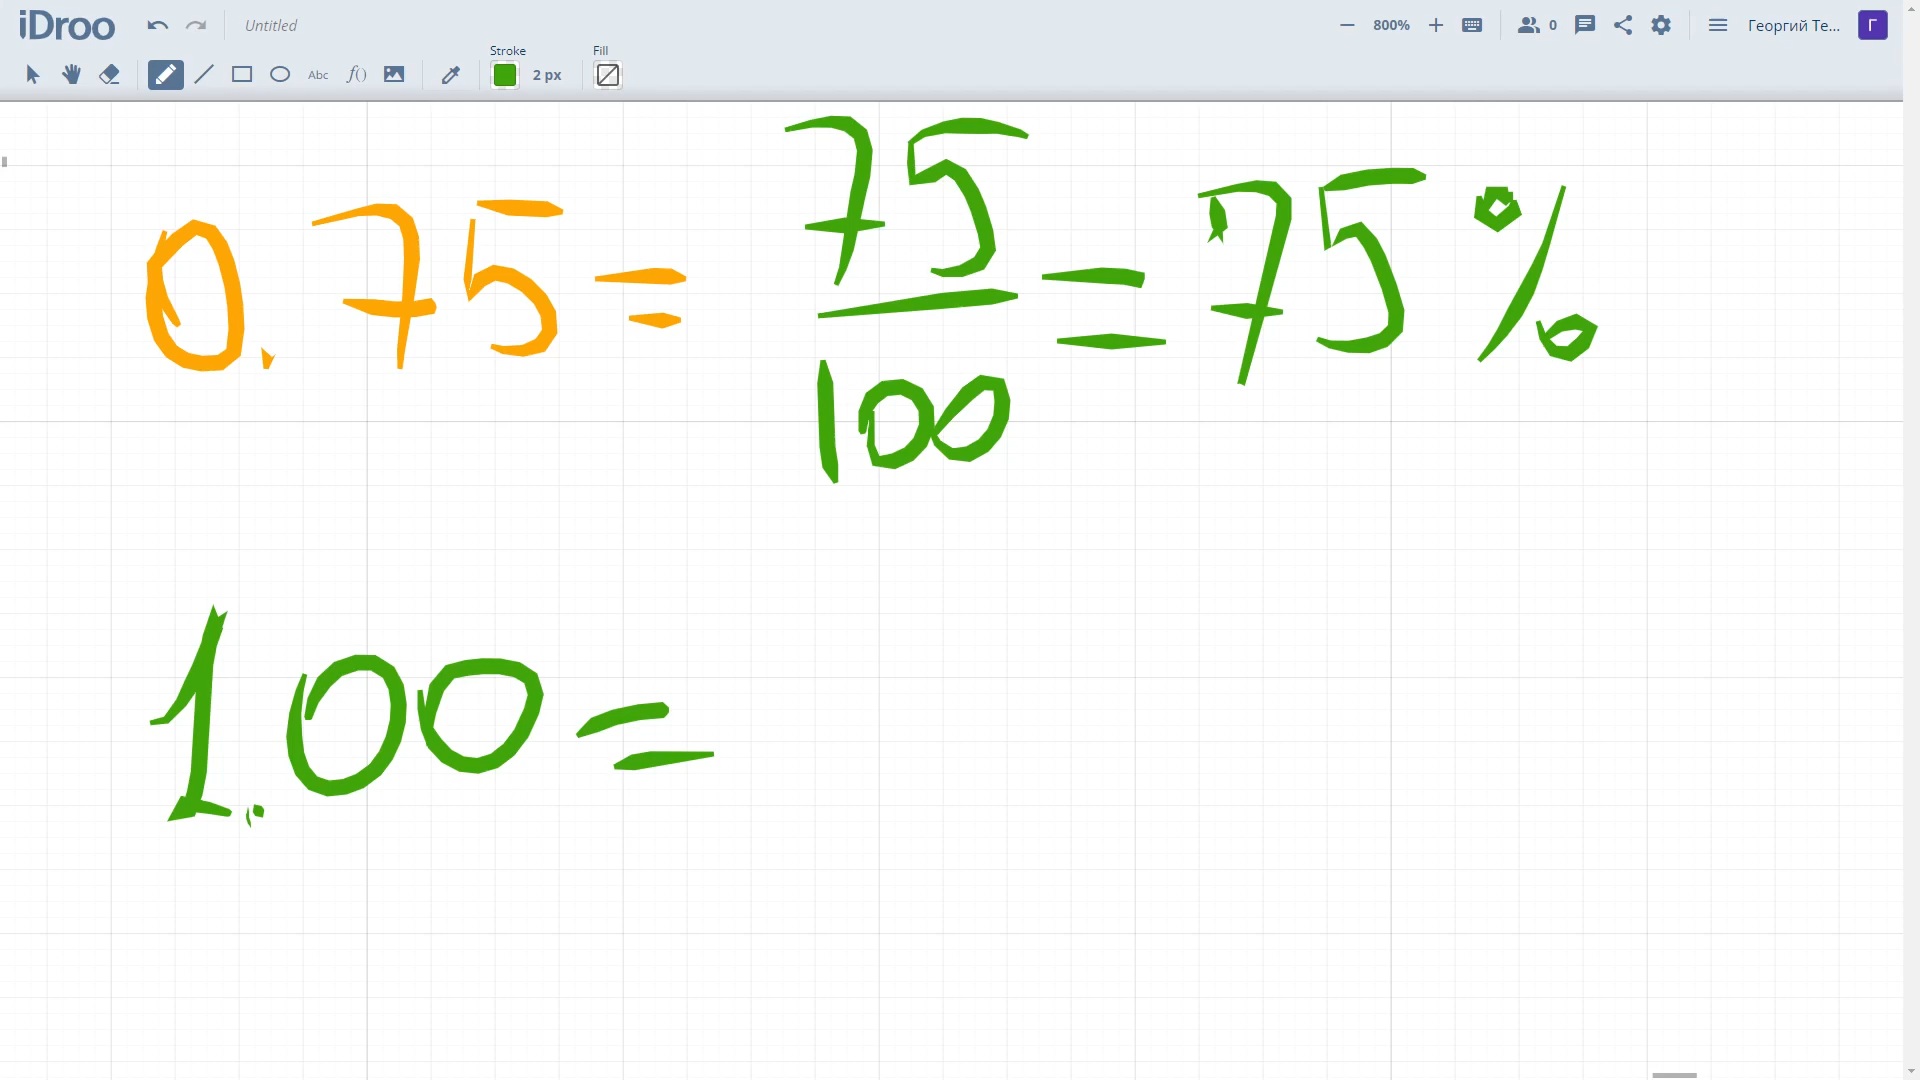 iDroo Untitled 800% 0 Георгий Те... Г
Stroke Fill
Abc f() 2 px
0.75 = 75/100 = 75%
1.00 =